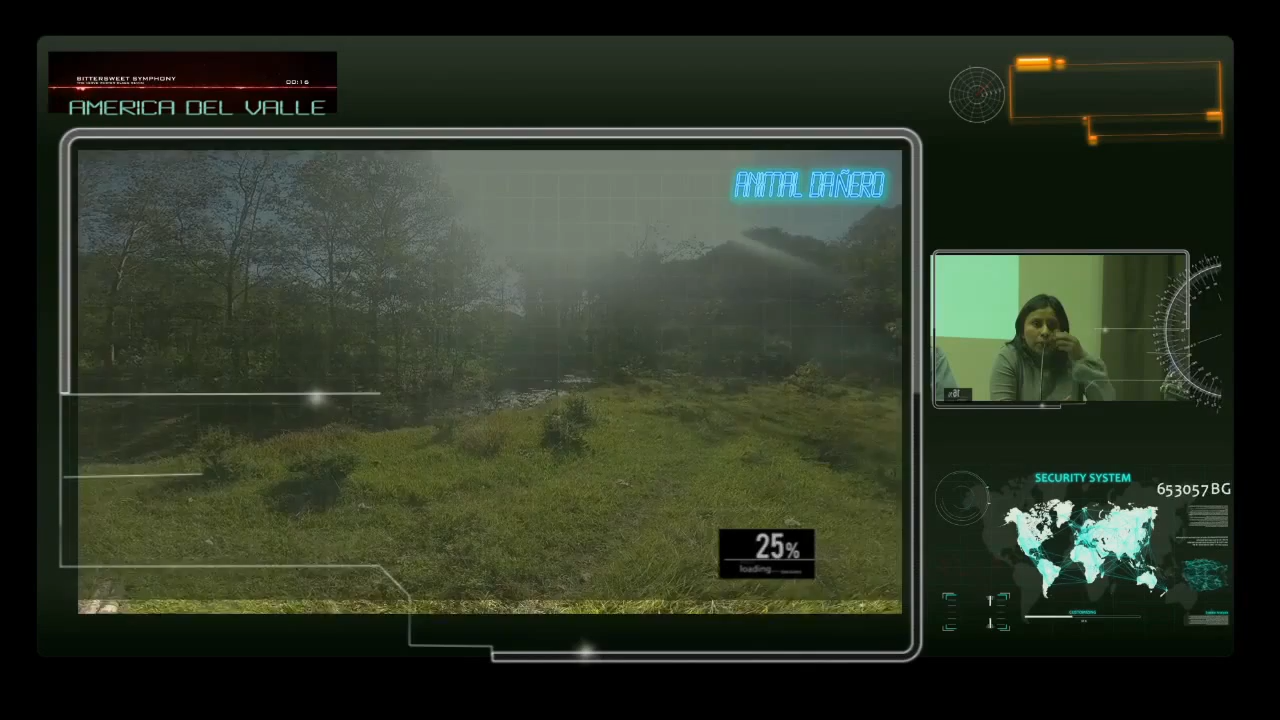 BITTERSWEET SYMPHONY
00:16
AMERICA DEL VALLE
ANIMAL DAÑERO
25%
loading
SECURITY SYSTEM
653057BG